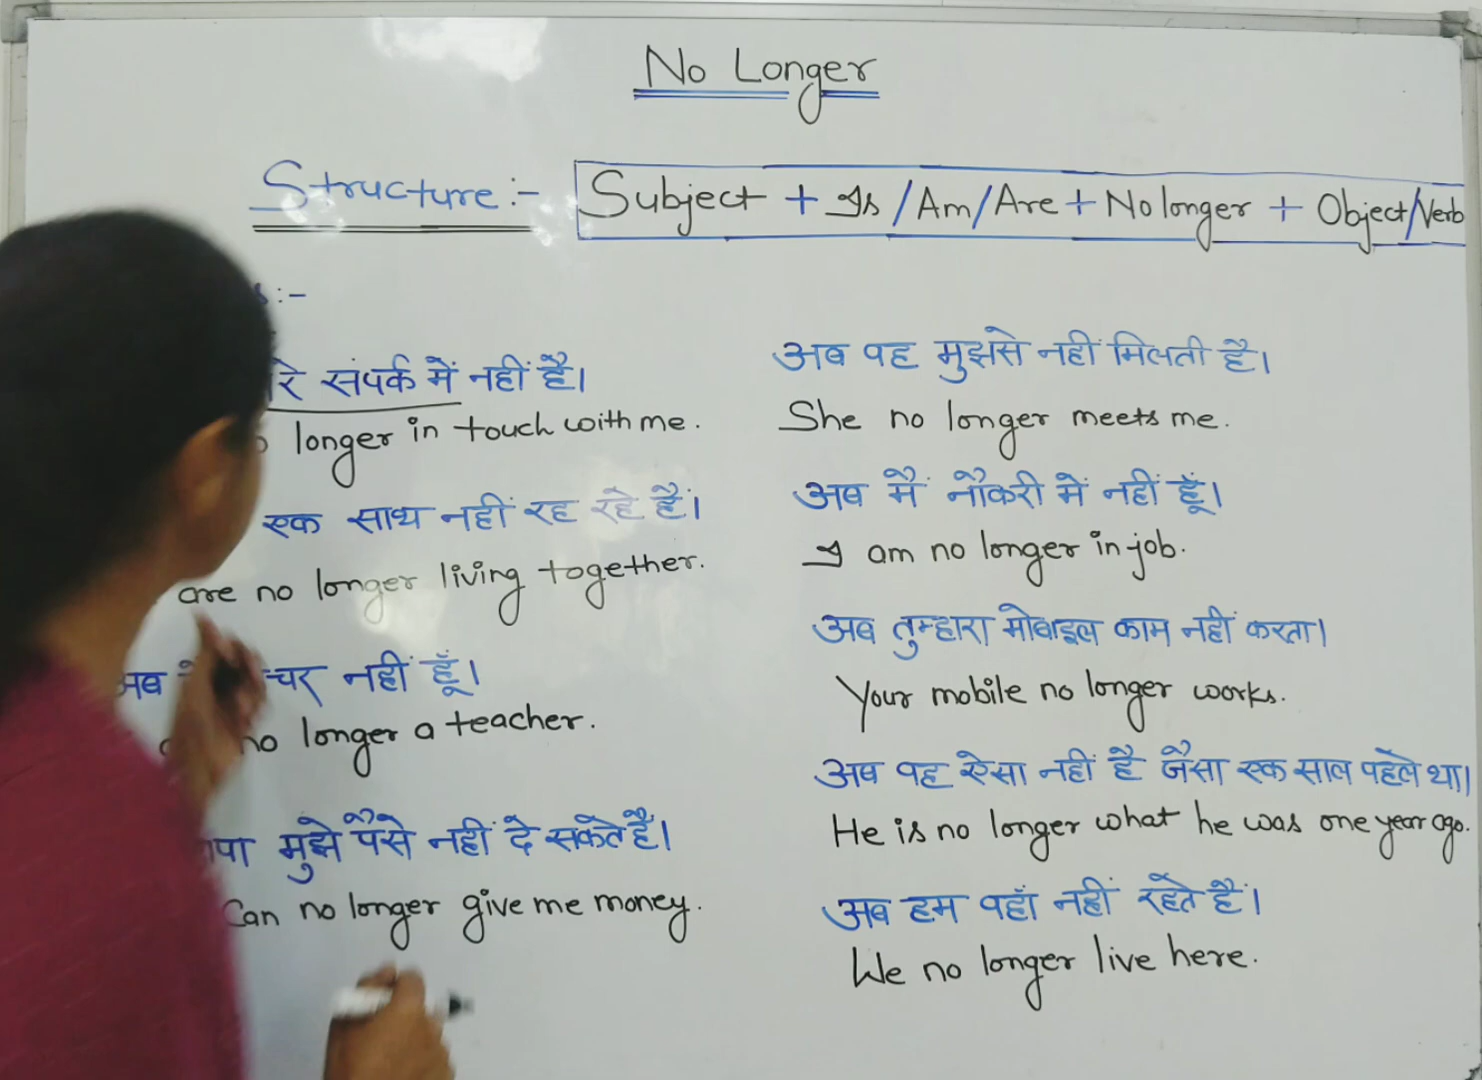 No Longer
Structure:- Subject + Is/Am/Are + No longer + Object/Verb
:-
रे संपर्क में नहीं है।
longer in touch with me.
एक साथ नहीं रह रहे हैं।
are no longer living together.
अब चर नहीं हूँ।
no longer a teacher.
पा मुझे पैसे नहीं दे सकते हैं।
Can no longer give me money.
अब वह मुझसे नहीं मिलती है।
She no longer meets me.
अब मैं नौकरी में नहीं हूँ।
I am no longer in job.
अब तुम्हारा मोबाइल काम नहीं करता।
Your mobile no longer works.
अब वह ऐसा नहीं है जैसा एक साल पहले था।
He is no longer what he was one year ago.
अब हम वहाँ नहीं रहते हैं।
We no longer live here.